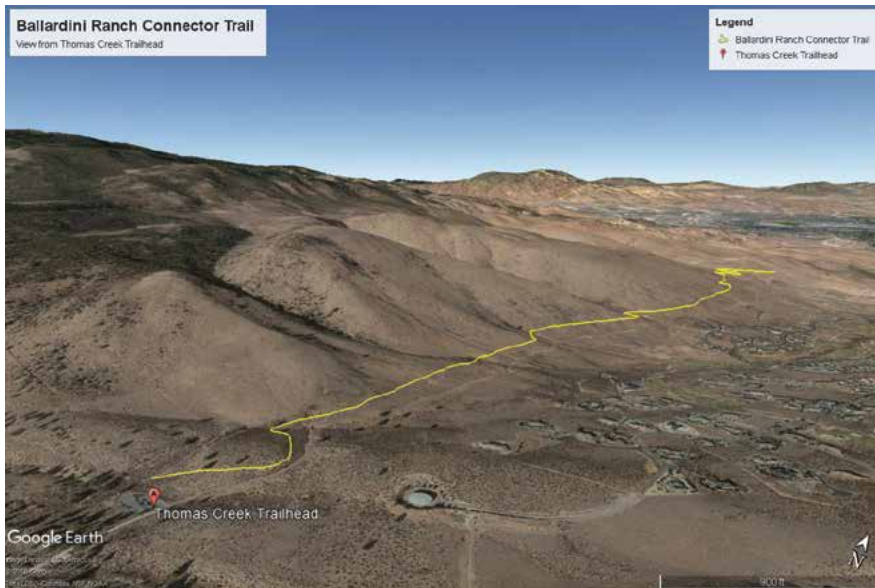 Ballardini Ranch Connector Trail
View from Thomas Creek Trailhead
Legend
Ballardini Ranch Connector Trail
Thomas Creek Trailhead
Thomas Creek Trailhead
Google Earth
900 ft
N